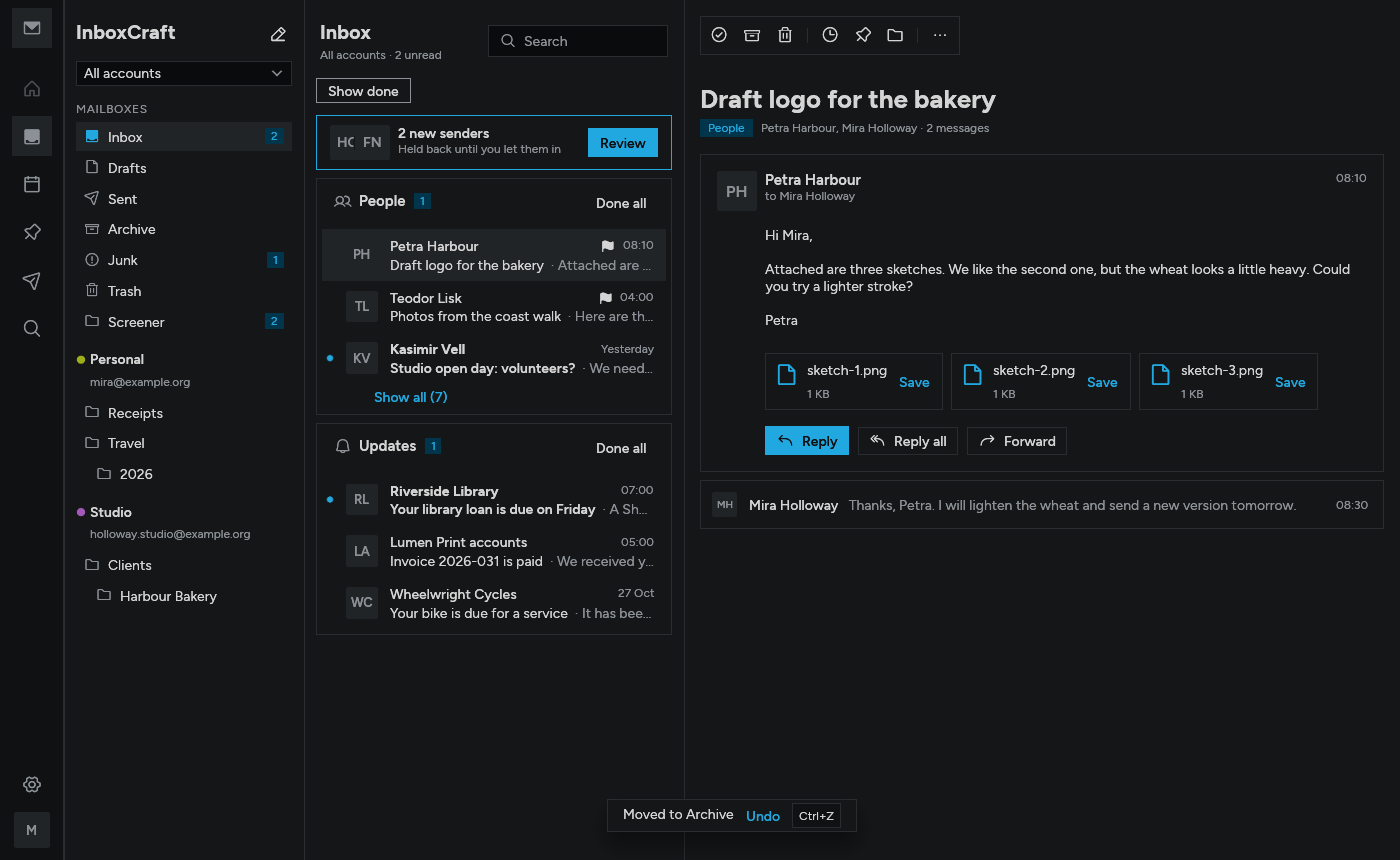 InboxCraft
All accounts
MAILBOXES
Inbox 2
Drafts
Sent
Archive
Junk 1
Trash
Screener 2
Personal
mira@example.org
Receipts
Travel
2026
Studio
holloway.studio@example.org
Clients
Harbour Bakery
M
Inbox
All accounts · 2 unread
Search
Show done
HC FN
2 new senders
Held back until you let them in
Review
People 1 Done all
PH Petra Harbour 08:10
Draft logo for the bakery · Attached are ...
TL Teodor Lisk 04:00
Photos from the coast walk · Here are th...
KV Kasimir Vell Yesterday
Studio open day: volunteers? · We need...
Show all (7)
Updates 1 Done all
RL Riverside Library 07:00
Your library loan is due on Friday · A Sh...
LA Lumen Print accounts 05:00
Invoice 2026-031 is paid · We received y...
WC Wheelwright Cycles 27 Oct
Your bike is due for a service · It has bee...
Draft logo for the bakery
People Petra Harbour, Mira Holloway · 2 messages
PH Petra Harbour 08:10
to Mira Holloway
Hi Mira,
Attached are three sketches. We like the second one, but the wheat looks a little heavy. Could
you try a lighter stroke?
Petra
sketch-1.png
1 KB
Save
sketch-2.png
1 KB
Save
sketch-3.png
1 KB
Save
Reply Reply all Forward
MH Mira Holloway Thanks, Petra. I will lighten the wheat and send a new version tomorrow. 08:30
Moved to Archive Undo Ctrl+Z